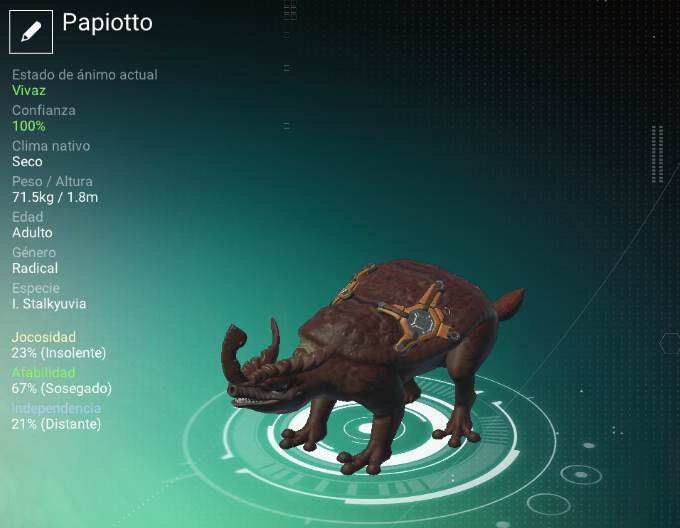 Papiotto
Estado de ánimo actual
Vivaz
Confianza
100%
Clima nativo
Seco
Peso / Altura
71.5kg / 1.8m
Edad
Adulto
Género
Radical
Especie
I. Stalkyuvia
Jocosidad
23% (Insolente)
Afabilidad
67% (Sosegado)
Independencia
21% (Distante)